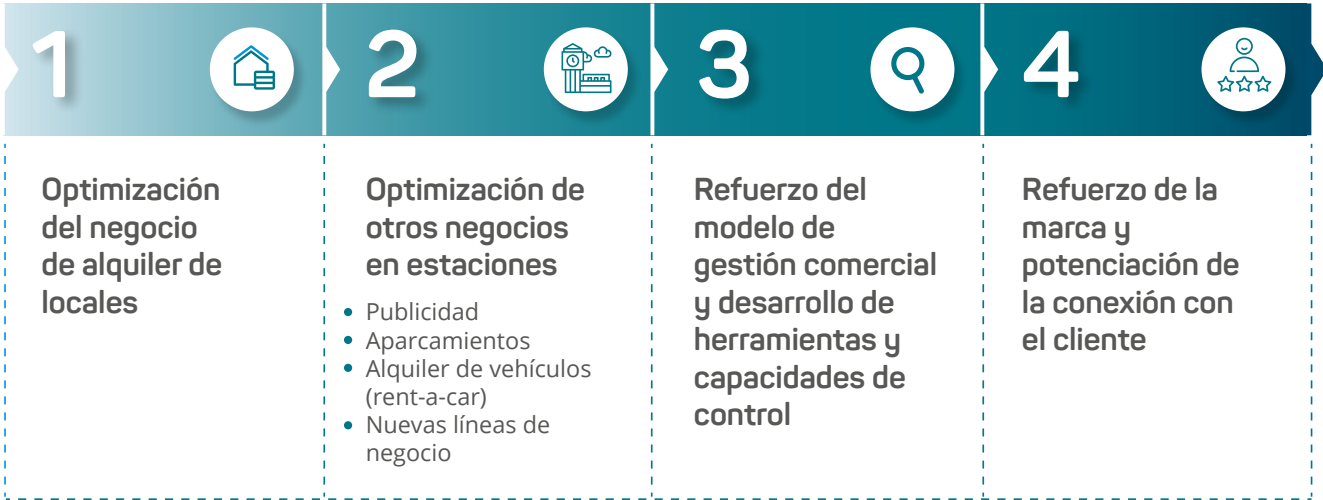 1
Optimización
del negocio
de alquiler de
locales
2
Optimización de
otros negocios
en estaciones
• Publicidad
• Aparcamientos
• Alquiler de vehículos
(rent-a-car)
• Nuevas líneas de
negocio
3
Refuerzo del
modelo de
gestión comercial
y desarrollo de
herramientas y
capacidades de
control
4
Refuerzo de la
marca y
potenciación de
la conexión con
el cliente